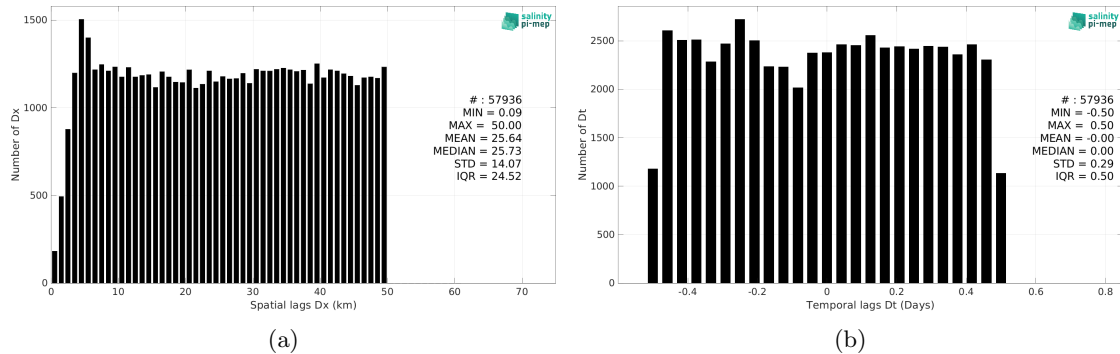 1500
1000
500
0
Number of Dx
0 10 20 30 40 50 60 70
Spatial lags Dx (km)
salinity
pi-mep
# : 57936
MIN = 0.09
MAX = 50.00
MEAN = 25.64
MEDIAN = 25.73
STD = 14.07
IQR = 24.52
(a)
2500
2000
1500
1000
500
0
Number of Dt
-0.4 -0.2 0 0.2 0.4 0.6 0.8
Temporal lags Dt (Days)
salinity
pi-mep
# : 57936
MIN = -0.50
MAX = 0.50
MEAN = -0.00
MEDIAN = 0.00
STD = 0.29
IQR = 0.50
(b)